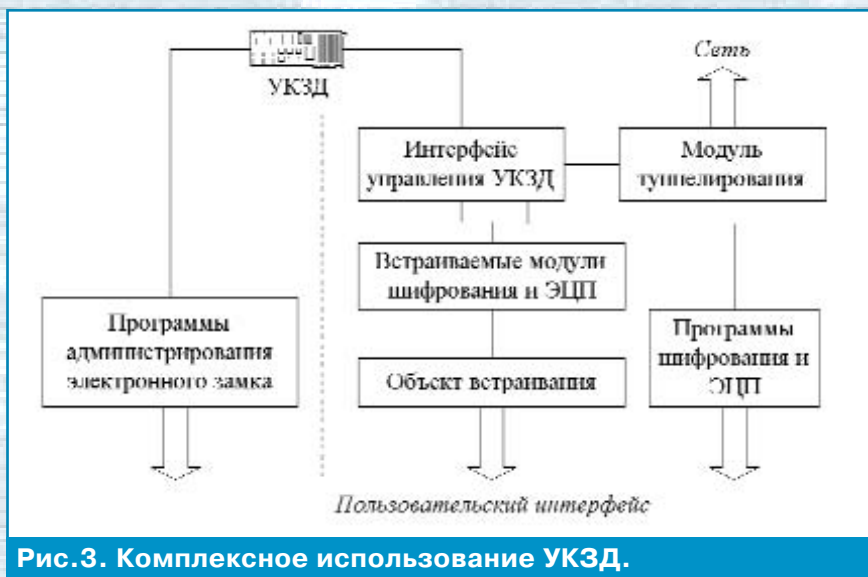 УКЗД
Сеть
Интерфейс
управления УКЗД
Модуль
туннелирования
Встраиваемые модули
шифрования и ЭЦП
Программы
администрирования
электронного замка
Объект встраивания
Программы
шифрования и
ЭЦП
Пользовательский интерфейс
Рис.3. Комплексное использование УКЗД.